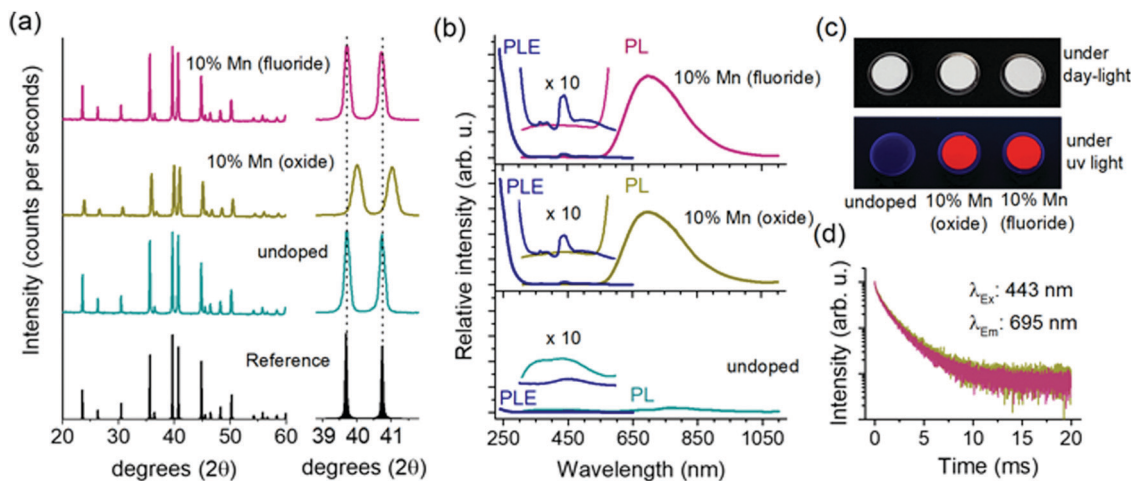 (a)
Intensity (counts per seconds)
10% Mn (fluoride)
10% Mn (oxide)
undoped
Reference
20 30 40 50 60 39 40 41
degrees (2θ) degrees (2θ)
(b)
Relative intensity (arb. u.)
PLE PL
x 10
10% Mn (fluoride)
PLE PL
x 10
10% Mn (oxide)
x 10
undoped
PLE PL
250 450 650 850 1050
Wavelength (nm)
(c)
under
day-light
under
uv light
undoped 10% Mn 10% Mn
(oxide) (fluoride)
(d)
Intensity (arb. u.)
λEx: 443 nm
λEm: 695 nm
0 5 10 15 20
Time (ms)